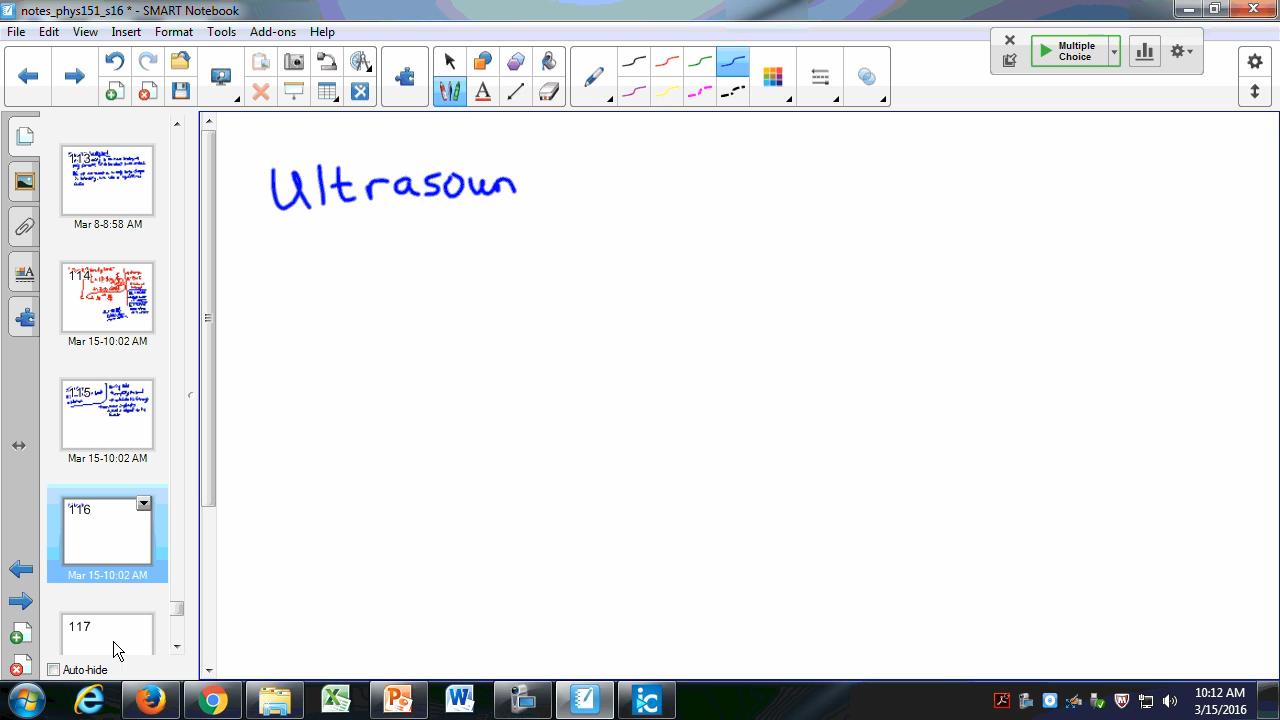 notes_phys151_s16 * - SMART Notebook
File Edit View Insert Format Tools Add-ons Help
Multiple
Choice
Ultrasoun
113
Mar 8-8:58 AM
114
Mar 15-10:02 AM
115
Mar 15-10:02 AM
116
Mar 15-10:02 AM
117
Auto-hide
10:12 AM
3/15/2016